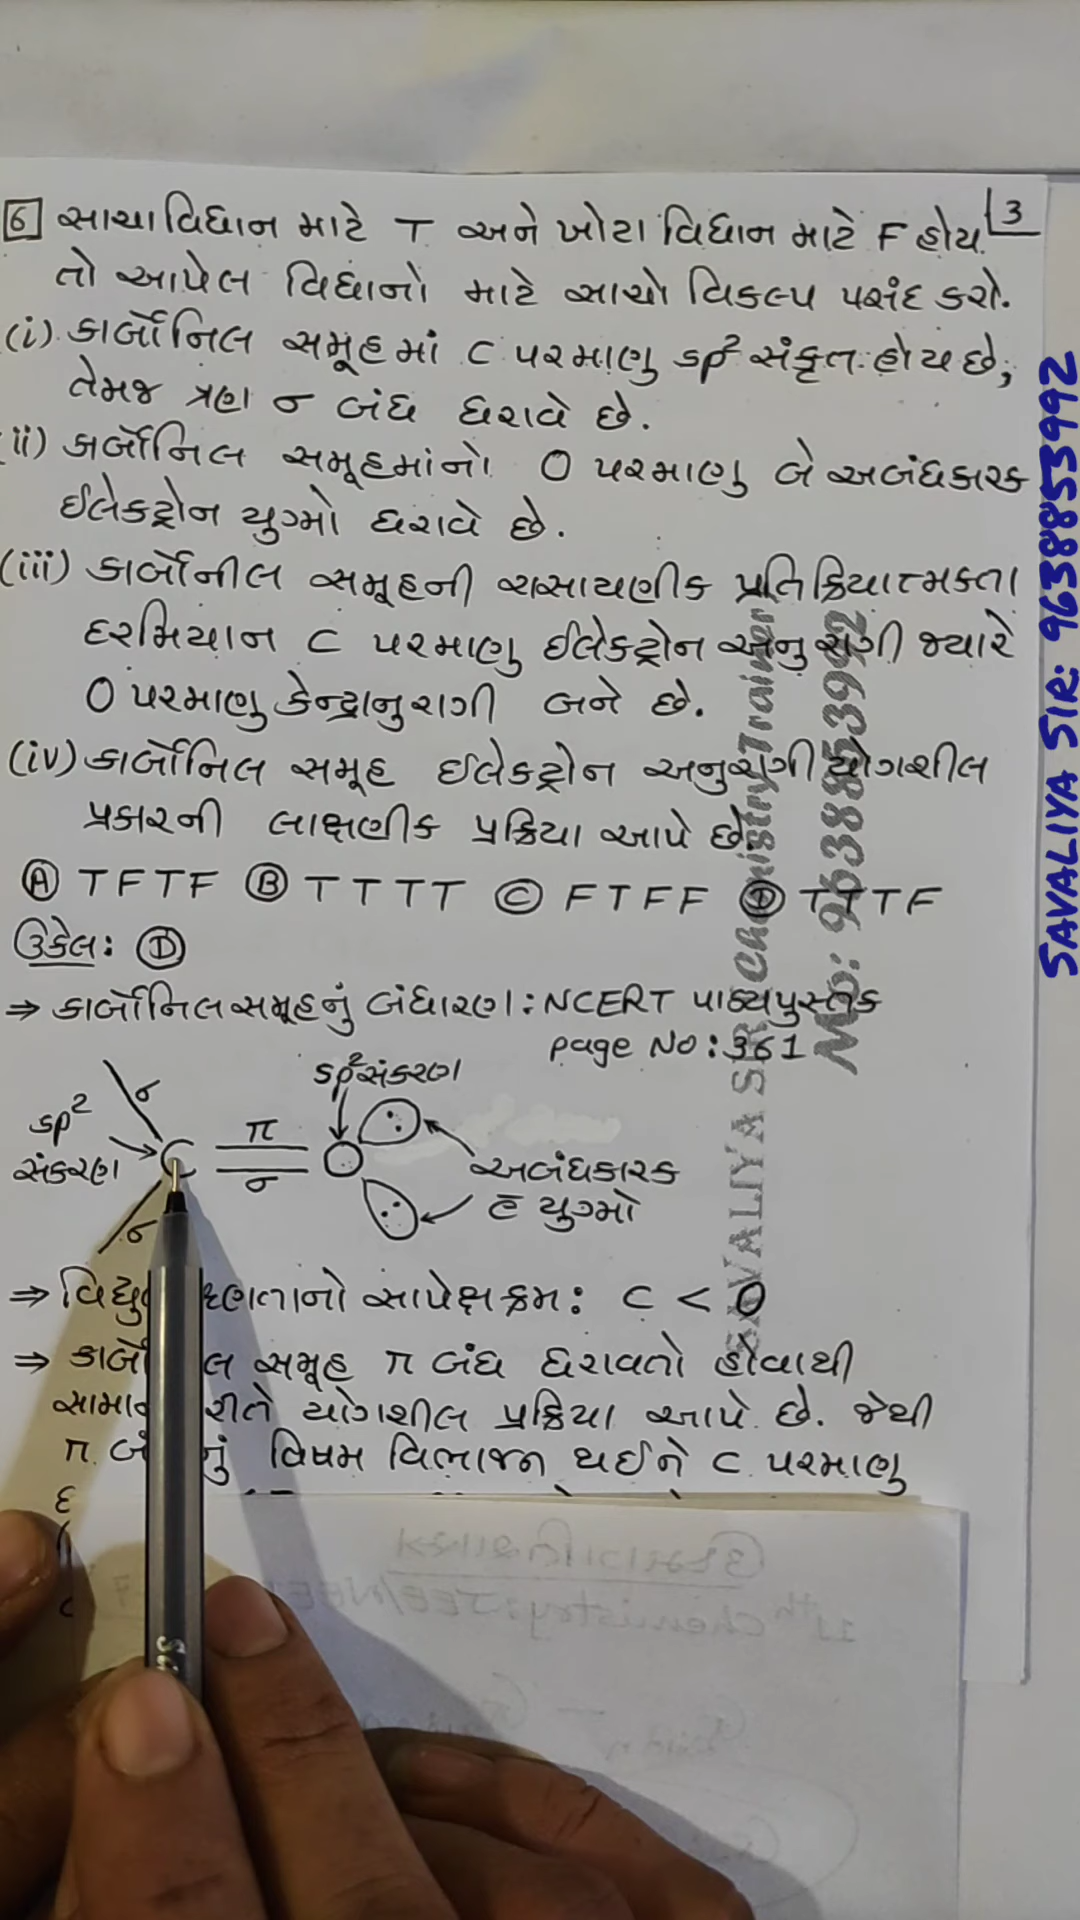 6 સાચા વિધાન માટે T અને ખોટા વિધાન માટે F હોય
3
તો આપેલ વિધાનો માટે સાચો વિકલ્પ પસંદ કરો.
(i) કાર્બોનિલ સમૂહમાં C પરમાણુ sp² સંકૃત હોય છે,
તેમજ ત્રણ σ બંધ ધરાવે છે.
ii) કાર્બોનિલ સમૂહમાંનો O પરમાણુ બે અબંધકારક
ઈલેકટ્રોન યુગ્મો ધરાવે છે.
(iii) કાર્બોનીલ સમૂહની રાસાયણીક પ્રતિક્રિયાત્મકતા
દરમિયાન C પરમાણુ ઈલેકટ્રોન અનુરાગી જ્યારે
O પરમાણુ કેન્દ્રાનુરાગી બને છે.
(iv) કાર્બોનિલ સમૂહ ઈલેકટ્રોન અનુરાગી યોગશીલ
પ્રકારની લાક્ષણીક પ્રક્રિયા આપે છે.
(A) TFTF (B) TTTT (C) FTFF (D) TTTF
ઉકેલ: (D)
⇒ કાર્બોનિલ સમૂહનું બંધારણ: NCERT પાઠ્યપુસ્તક
page No: 361
sp² સંકરણ
σ
sp²
સંકરણ
C
π
σ
O
અબંધકારક
ē યુગ્મો
σ
⇒ સાપેક્ષ ક્રમ: C < O
⇒ સમૂહ π બંધ ધરાવતો હોવાથી
રીતે યોગશીલ પ્રક્રિયા આપે છે. જેથી
π વિષમ વિભાજન થઈને C પરમાણુ
SAVALIYA SIR: 9638853992
SAVALIYA SIR Chemistry Trainer
Mo: 9638853992